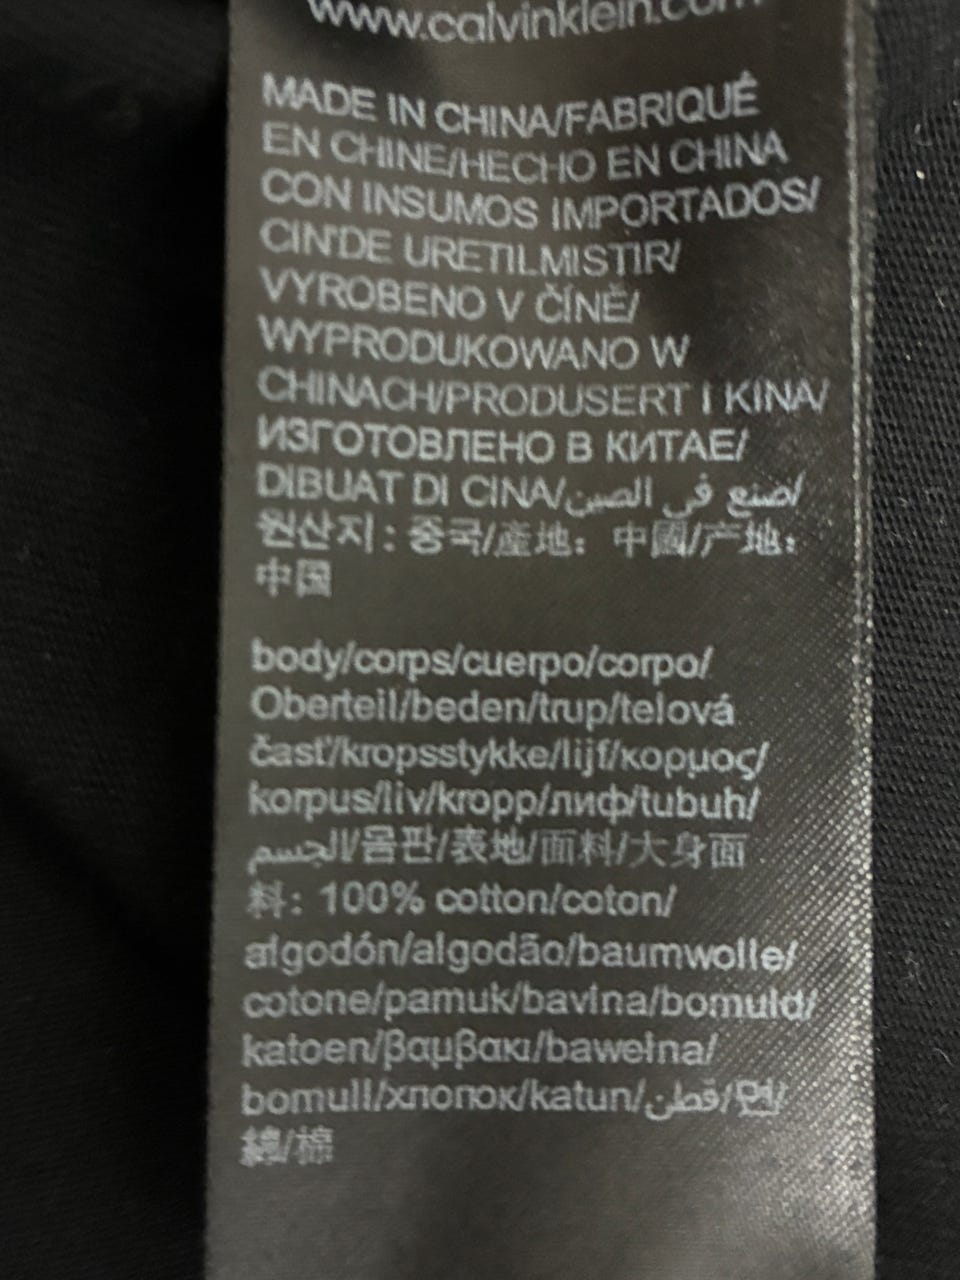 www.calvinklein.com
MADE IN CHINA/FABRIQUÉ
EN CHINE/HECHO EN CHINA
CON INSUMOS IMPORTADOS/
CIN'DE URETILMISTIR/
VYROBENO V ČÍNĚ/
WYPRODUKOWANO W
CHINACH/PRODUSERT I KINA/
ИЗГОТОВЛЕНО В КИТАЕ/
DIBUAT DI CINA/صنع في الصين/
원산지 : 중국/產地：中國/产地：
中国
body/corps/cuerpo/corpo/
Oberteil/beden/trup/telová
časť/kropsstykke/lijf/κορμος/
korpus/liv/kropp/лиф/tubuh/
الجسم/몸판/表地/面料/大身面
料：100% cotton/coton/
algodón/algodão/baumwolle/
cotone/pamuk/bavlna/bomuld/
katoen/βαμβακι/bawełna/
bomull/хлопок/katun/قطن/면/
綿/棉